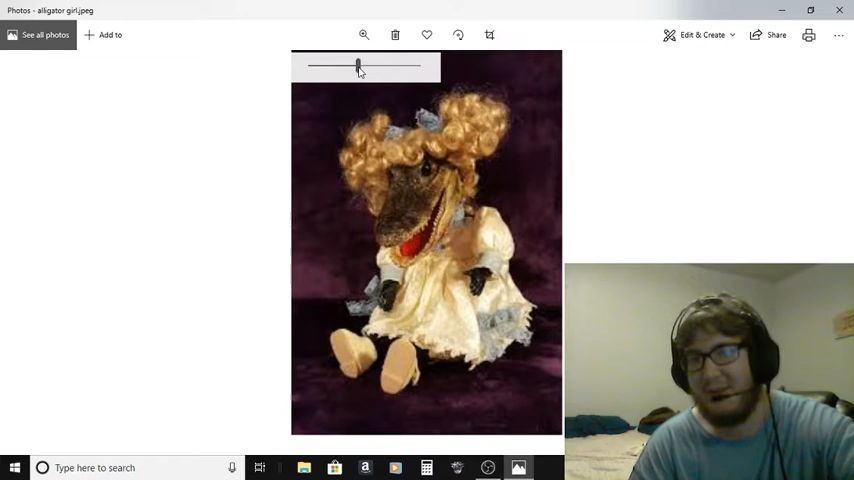 Photos - alligator girl.jpeg
See all photos
Add to
Edit & Create
Share
Type here to search